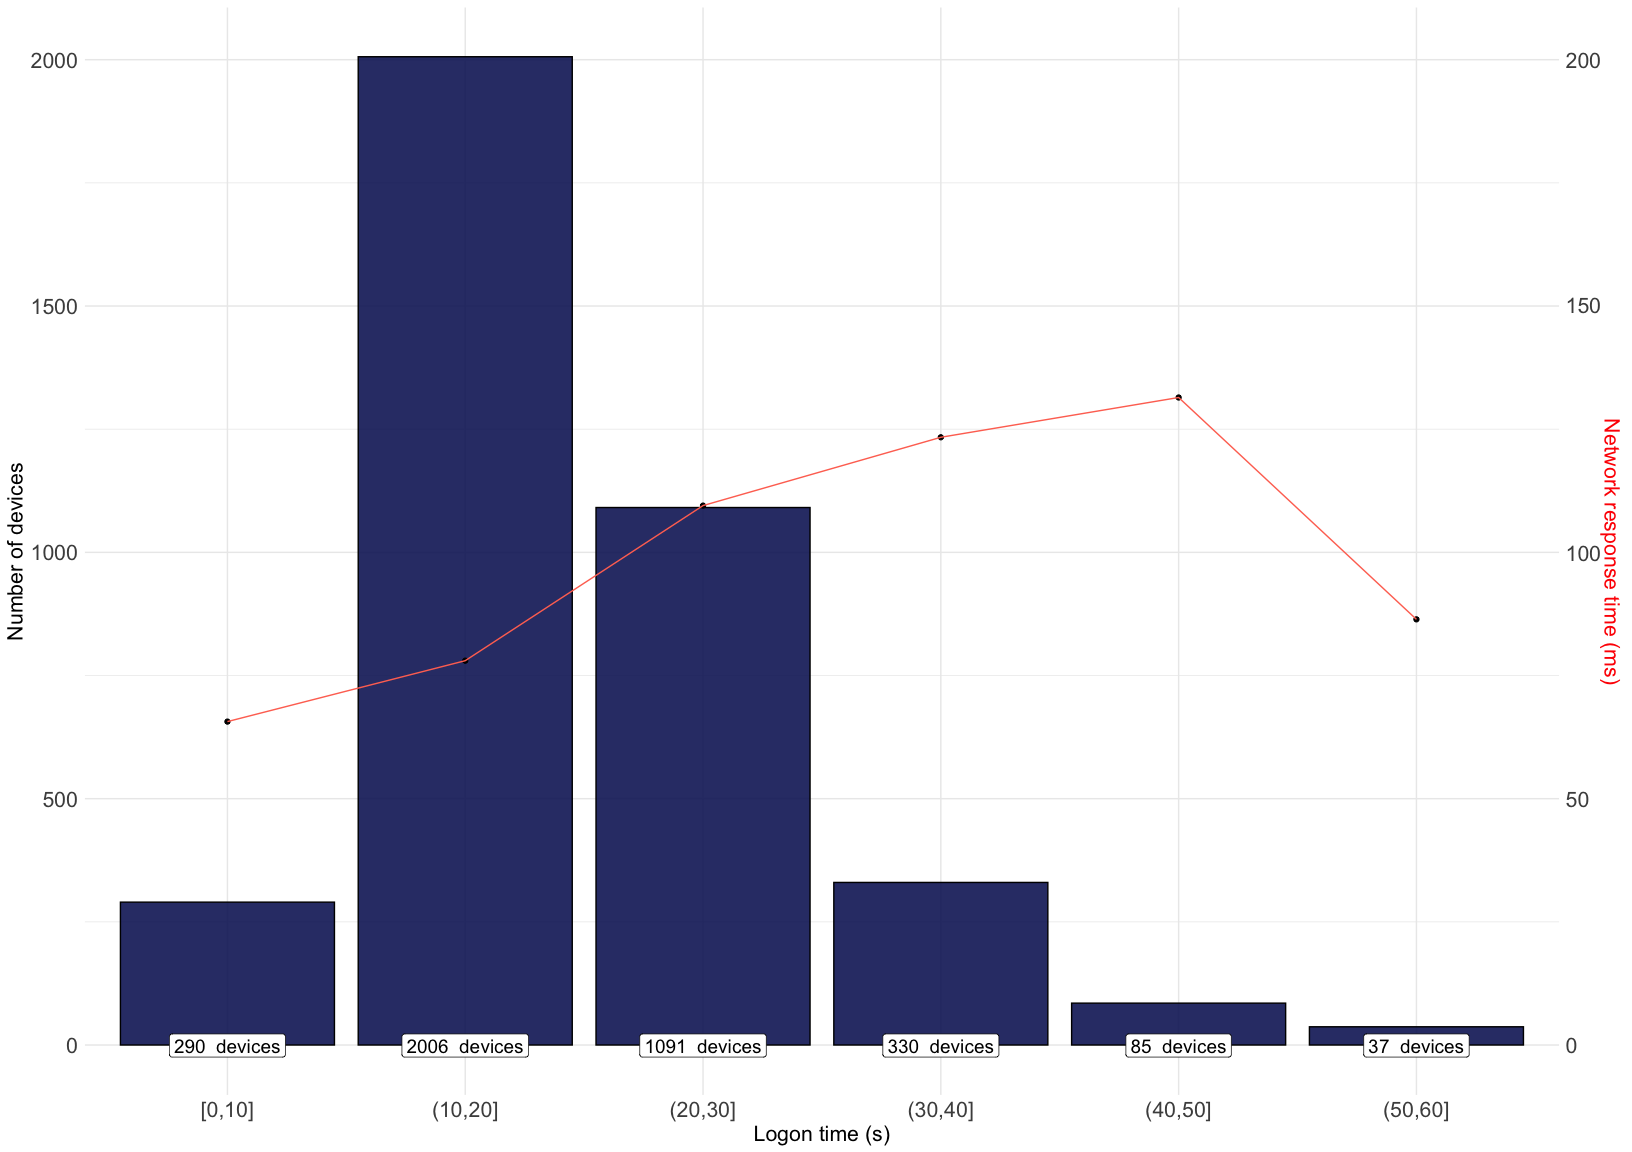 2000
1500
1000
500
0
Number of devices
200
150
100
50
0
Network response time (ms)
290 devices
2006 devices
1091 devices
330 devices
85 devices
37 devices
[0,10]
(10,20]
(20,30]
(30,40]
(40,50]
(50,60]
Logon time (s)